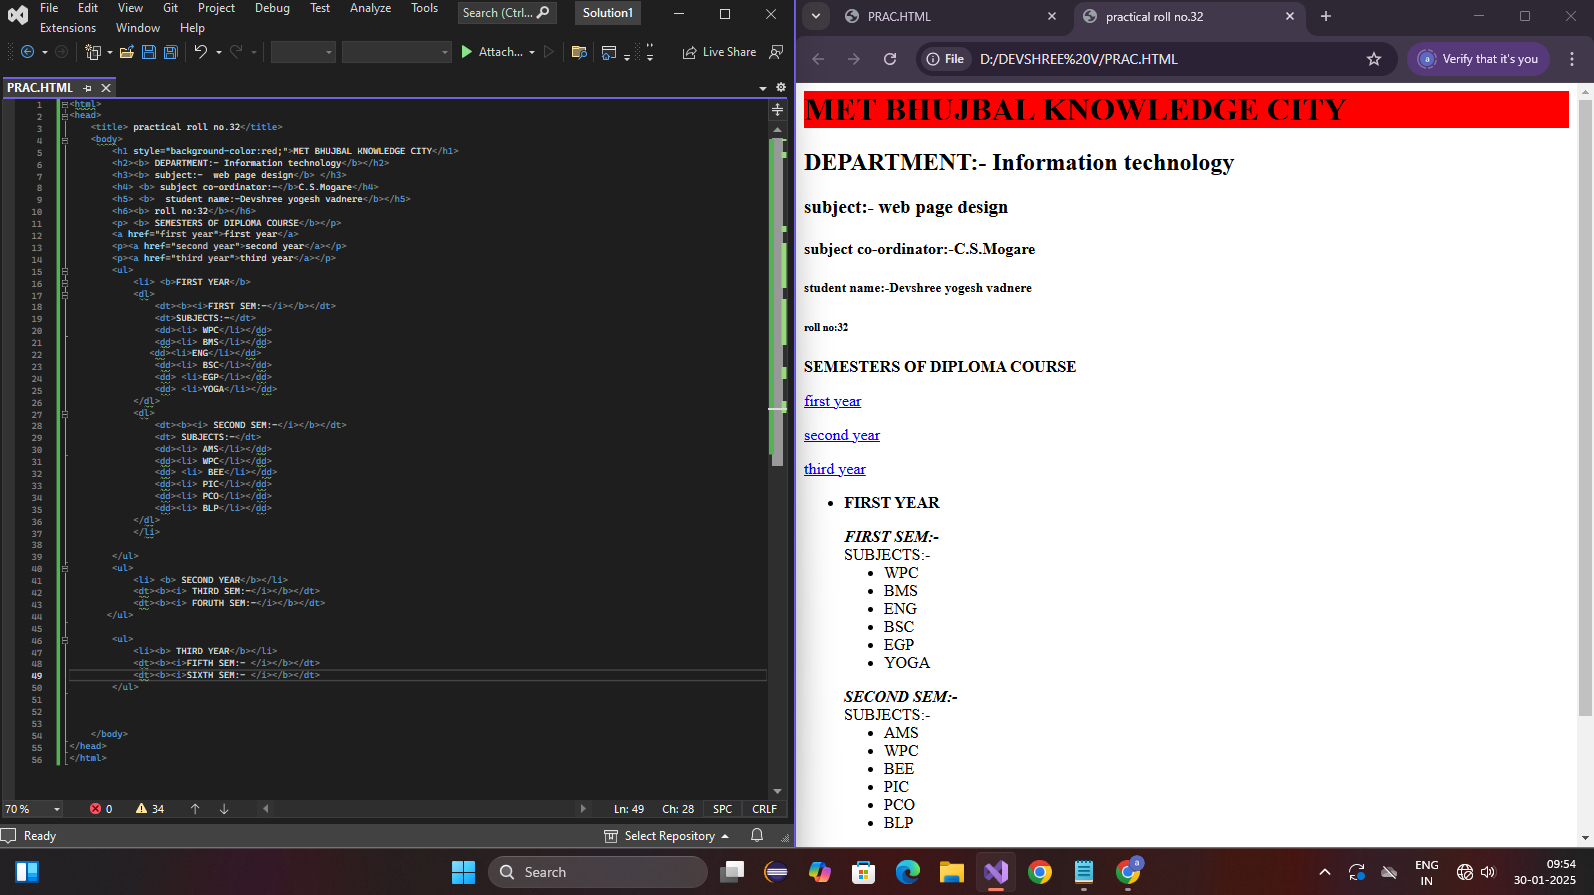 File Edit View Git Project Debug Test Analyze Tools Search (Ctrl... Solution1
Extensions Window Help
Attach... Live Share
PRAC.HTML
1 <html>
2 <head>
3 <title> practical roll no.32</title>
4 <body>
5 <h1 style="background-color:red;">MET BHUJBAL KNOWLEDGE CITY</h1>
6 <h2><b> DEPARTMENT:- Information technology</b></h2>
7 <h3><b> subject:-  web page design</b> </h3>
8 <h4> <b> subject co-ordinator:-</b>C.S.Mogare</h4>
9 <h5> <b>  student name:-Devshree yogesh vadnere</b></h5>
10 <h6><b> roll no:32</b></h6>
11 <p> <b> SEMESTERS OF DIPLOMA COURSE</b></p>
12 <a href="first year">first year</a>
13 <p><a href="second year">second year</a></p>
14 <p><a href="third year">third year</a></p>
15 <ul>
16 <li> <b>FIRST YEAR</b>
17 <dl>
18 <dt><b><i>FIRST SEM:-</i></b></dt>
19 <dt>SUBJECTS:-</dt>
20 <dd><li> WPC</li></dd>
21 <dd><li> BMS</li></dd>
22 <dd><li>ENG</li></dd>
23 <dd><li> BSC</li></dd>
24 <dd> <li>EGP</li></dd>
25 <dd> <li>YOGA</li></dd>
26 </dl>
27 <dl>
28 <dt><b><i> SECOND SEM:-</i></b></dt>
29 <dt> SUBJECTS:-</dt>
30 <dd><li> AMS</li></dd>
31 <dd><li> WPC</li></dd>
32 <dd> <li> BEE</li></dd>
33 <dd><li> PIC</li></dd>
34 <dd><li> PCO</li></dd>
35 <dd><li> BLP</li></dd>
36 </dl>
37 </li>
38
39 </ul>
40 <ul>
41 <li> <b> SECOND YEAR</b></li>
42 <dt><b><i> THIRD SEM:-</i></b></dt>
43 <dt><b><i> FORUTH SEM:-</i></b></dt>
44 </ul>
45
46 <ul>
47 <li><b> THIRD YEAR</b></li>
48 <dt><b><i>FIFTH SEM:- </i></b></dt>
49 <dt><b><i>SIXTH SEM:- </i></b></dt>
50 </ul>
51
52
53
54 </body>
55 </head>
56 </html>
70 % 0 34 Ln: 49 Ch: 28 SPC CRLF
Ready Select Repository
PRAC.HTML practical roll no.32
File D:/DEVSHREE%20V/PRAC.HTML a Verify that it's you
MET BHUJBAL KNOWLEDGE CITY
DEPARTMENT:- Information technology
subject:- web page design
subject co-ordinator:-C.S.Mogare
student name:-Devshree yogesh vadnere
roll no:32
SEMESTERS OF DIPLOMA COURSE
first year
second year
third year
FIRST YEAR
FIRST SEM:-
SUBJECTS:-
WPC
BMS
ENG
BSC
EGP
YOGA
SECOND SEM:-
SUBJECTS:-
AMS
WPC
BEE
PIC
PCO
BLP
Search
a
ENG
IN
09:54
30-01-2025